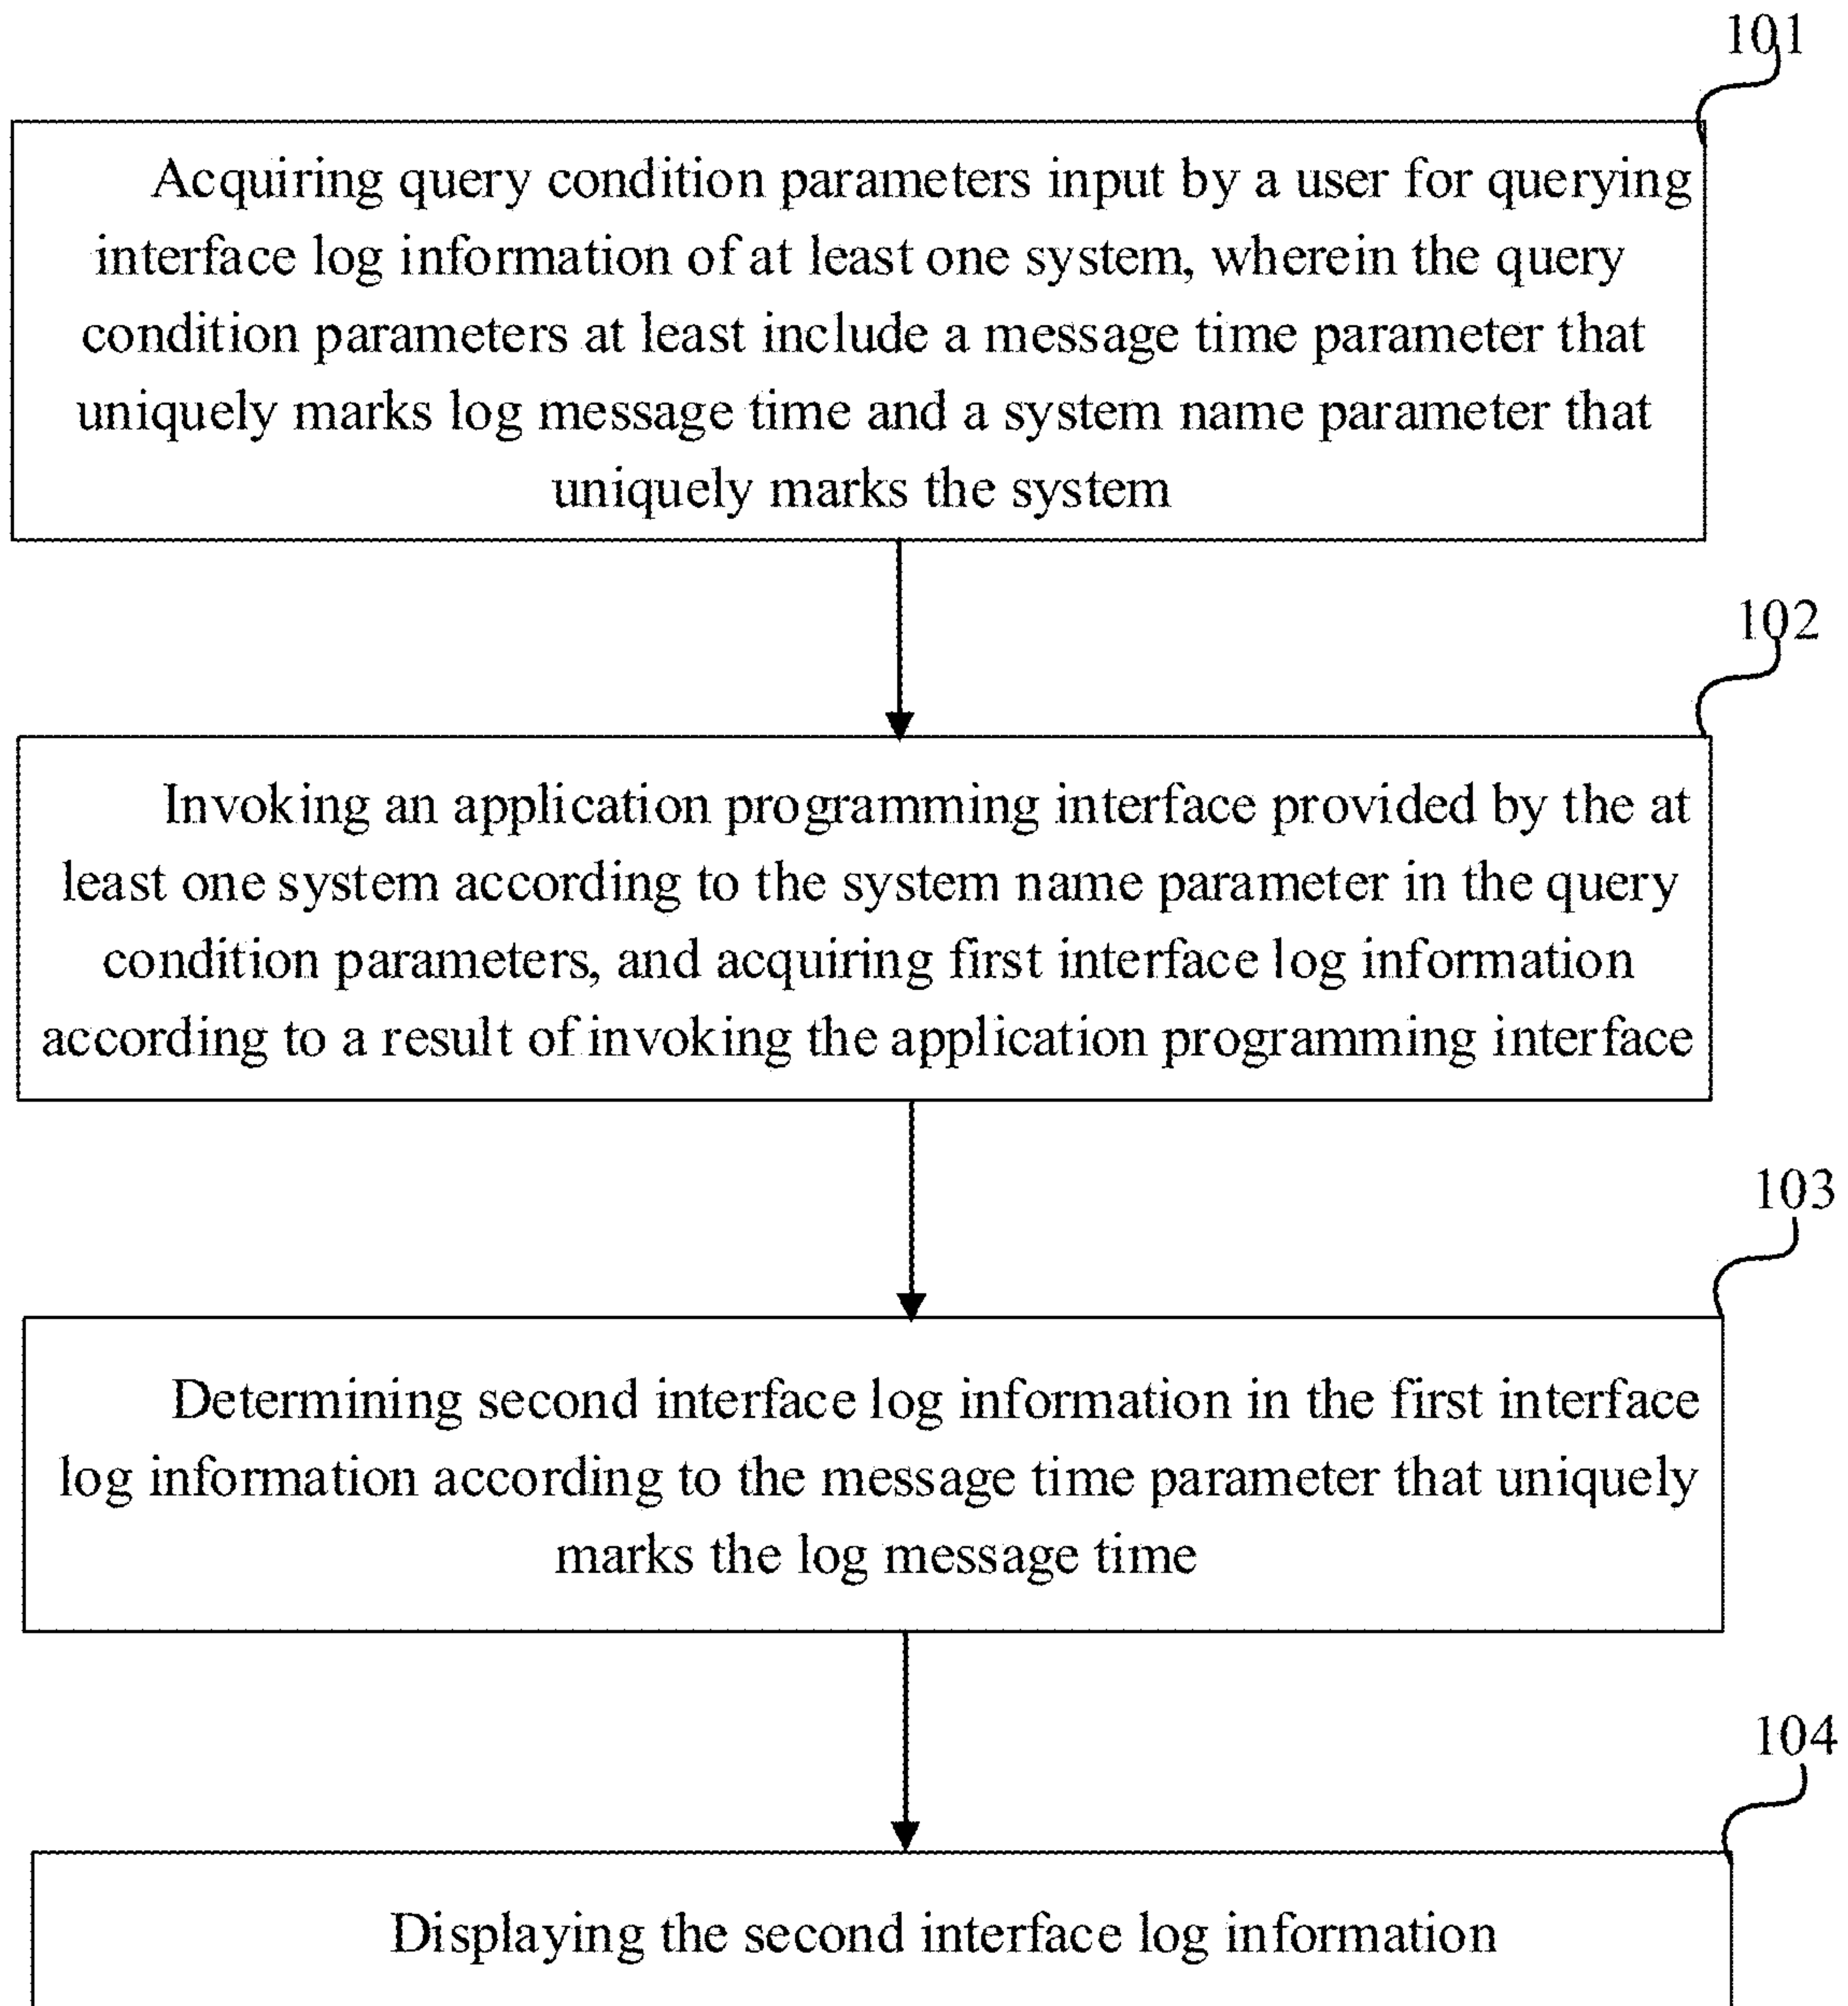 101
Acquiring query condition parameters input by a user for querying
interface log information of at least one system, wherein the query
condition parameters at least include a message time parameter that
uniquely marks log message time and a system name parameter that
uniquely marks the system
102
Invoking an application programming interface provided by the at
least one system according to the system name parameter in the query
condition parameters, and acquiring first interface log information
according to a result of invoking the application programming interface
103
Determining second interface log information in the first interface
log information according to the message time parameter that uniquely
marks the log message time
104
Displaying the second interface log information